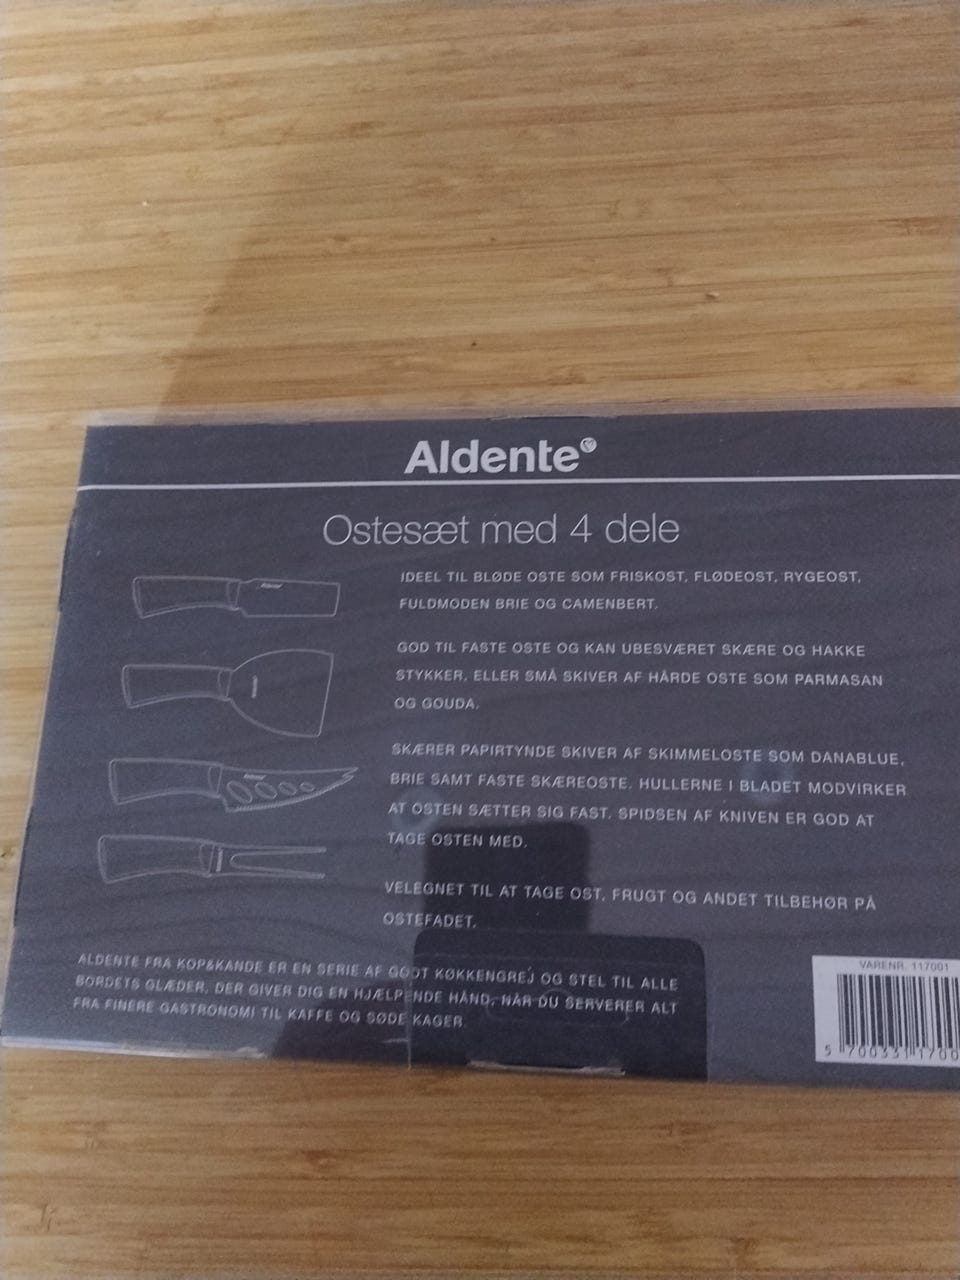 Aldente
Ostesæt med 4 dele
IDEEL TIL BLØDE OSTE SOM FRISKOST, FLØDEOST, RYGEOST,
FULDMODEN BRIE OG CAMENBERT.
GOD TIL FASTE OSTE OG KAN UBESVÆRET SKÆRE OG HAKKE
STYKKER, ELLER SMÅ SKIVER AF HÅRDE OSTE SOM PARMASAN
OG GOUDA.
SKÆRER PAPIRTYNDE SKIVER AF SKIMMELOSTE SOM DANABLUE,
BRIE SAMT FASTE SKÆREOSTE. HULLERNE I BLADET MODVIRKER
AT OSTEN SÆTTER SIG FAST. SPIDSEN AF KNIVEN ER GOD AT
TAGE OSTEN MED.
VELEGNET TIL AT TAGE OST, FRUGT OG ANDET TILBEHØR PÅ
OSTEFADET.
ALDENTE FRA KOP&KANDE ER EN SERIE AF GODT KØKKENGREJ OG STEL TIL ALLE
BORDETS GLÆDER, DER GIVER DIG EN HJÆLPENDE HÅND, NÅR DU SERVERER ALT
FRA FINERE GASTRONOMI TIL KAFFE OG SØDE KAGER.
VARENR. 117001
5 700331 1700